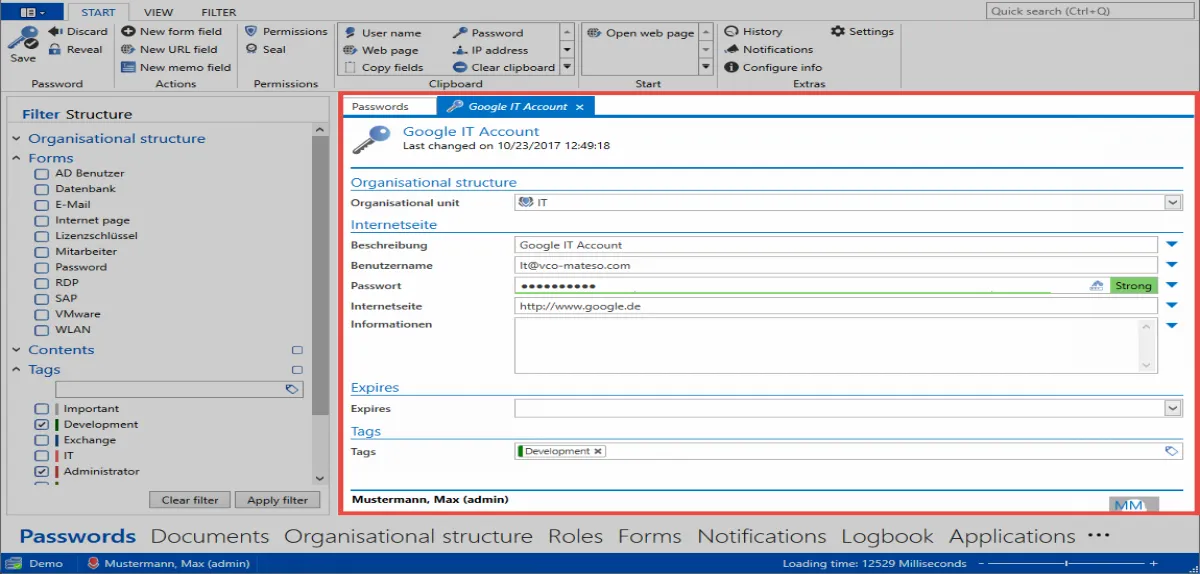 START VIEW FILTER Quick search (Ctrl+Q)
Save
Discard
Reveal
Password
New form field
New URL field
New memo field
Actions
Permissions
Seal
Permissions
User name
Web page
Copy fields
Password
IP address
Clear clipboard
Clipboard
Open web page
Start
History
Notifications
Configure info
Settings
Extras
Filter Structure
Organisational structure
Forms
AD Benutzer
Datenbank
E-Mail
Internet page
Lizenzschlüssel
Mitarbeiter
Password
RDP
SAP
VMware
WLAN
Contents
Tags
Important
Development
Exchange
IT
Administrator
Clear filter Apply filter
Passwords Google IT Account ×
Google IT Account
Last changed on 10/23/2017 12:49:18
Organisational structure
Organisational unit IT
Internetseite
Beschreibung Google IT Account
Benutzername lt@vco-mateso.com
Passwort •••••••••• Strong
Internetseite http://www.google.de
Informationen
Expires
Expires
Tags
Tags Development ×
Mustermann, Max (admin) MM
Passwords Documents Organisational structure Roles Forms Notifications Logbook Applications •••
Demo Mustermann, Max (admin) Loading time: 12529 Milliseconds − +